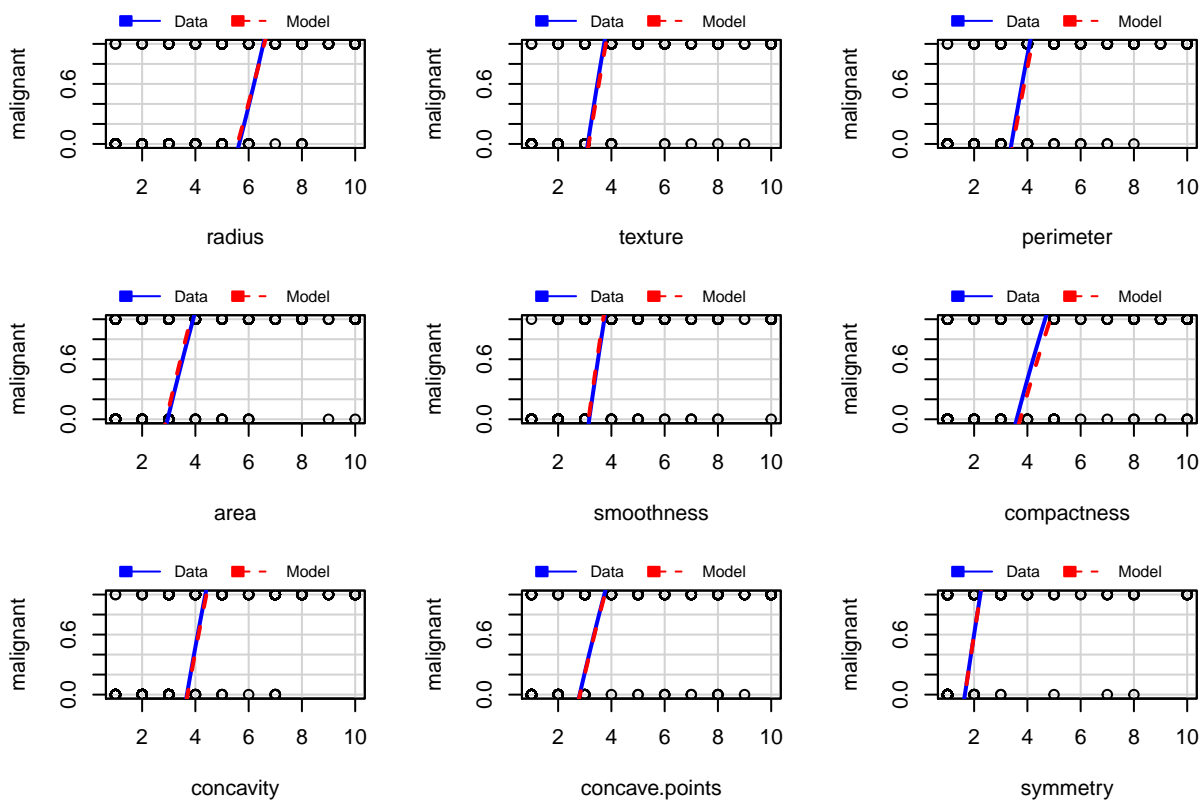 Data Model Data Model Data Model
malignant 0.0 0.6 malignant 0.0 0.6 malignant 0.0 0.6
2 4 6 8 10 2 4 6 8 10 2 4 6 8 10
radius texture perimeter
Data Model Data Model Data Model
malignant 0.0 0.6 malignant 0.0 0.6 malignant 0.0 0.6
2 4 6 8 10 2 4 6 8 10 2 4 6 8 10
area smoothness compactness
Data Model Data Model Data Model
malignant 0.0 0.6 malignant 0.0 0.6 malignant 0.0 0.6
2 4 6 8 10 2 4 6 8 10 2 4 6 8 10
concavity concave.points symmetry